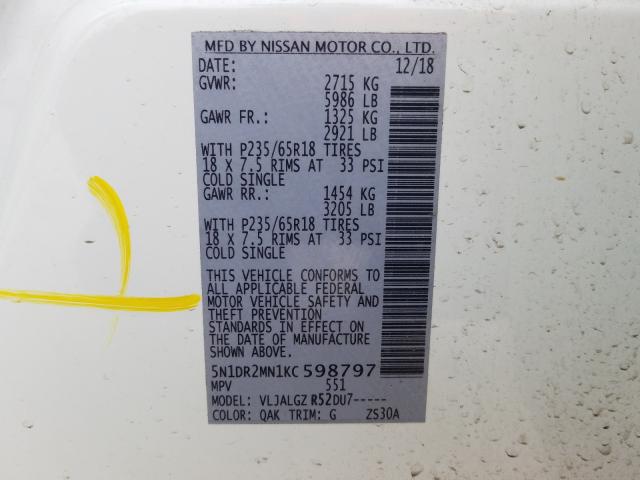 MFD BY NISSAN MOTOR CO., LTD.
DATE: 12/18
GVWR: 2715 KG
5986 LB
GAWR FR.: 1325 KG
2921 LB
WITH P235/65R18 TIRES
18 X 7.5 RIMS AT 33 PSI
COLD SINGLE
GAWR RR.: 1454 KG
3205 LB
WITH P235/65R18 TIRES
18 X 7.5 RIMS AT 33 PSI
COLD SINGLE
THIS VEHICLE CONFORMS TO
ALL APPLICABLE FEDERAL
MOTOR VEHICLE SAFETY AND
THEFT PREVENTION
STANDARDS IN EFFECT ON
THE DATE OF MANUFACTURE
SHOWN ABOVE.
5N1DR2MN1KC 598797
MPV 551
MODEL: VLJALGZ R52DU7-----
COLOR: QAK TRIM: G ZS30A